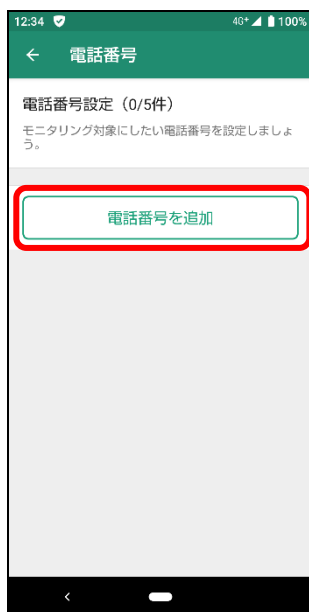 12:34 4G+ 100%
電話番号
電話番号設定（0/5件）
モニタリング対象にしたい電話番号を設定しましょ
う。
電話番号を追加